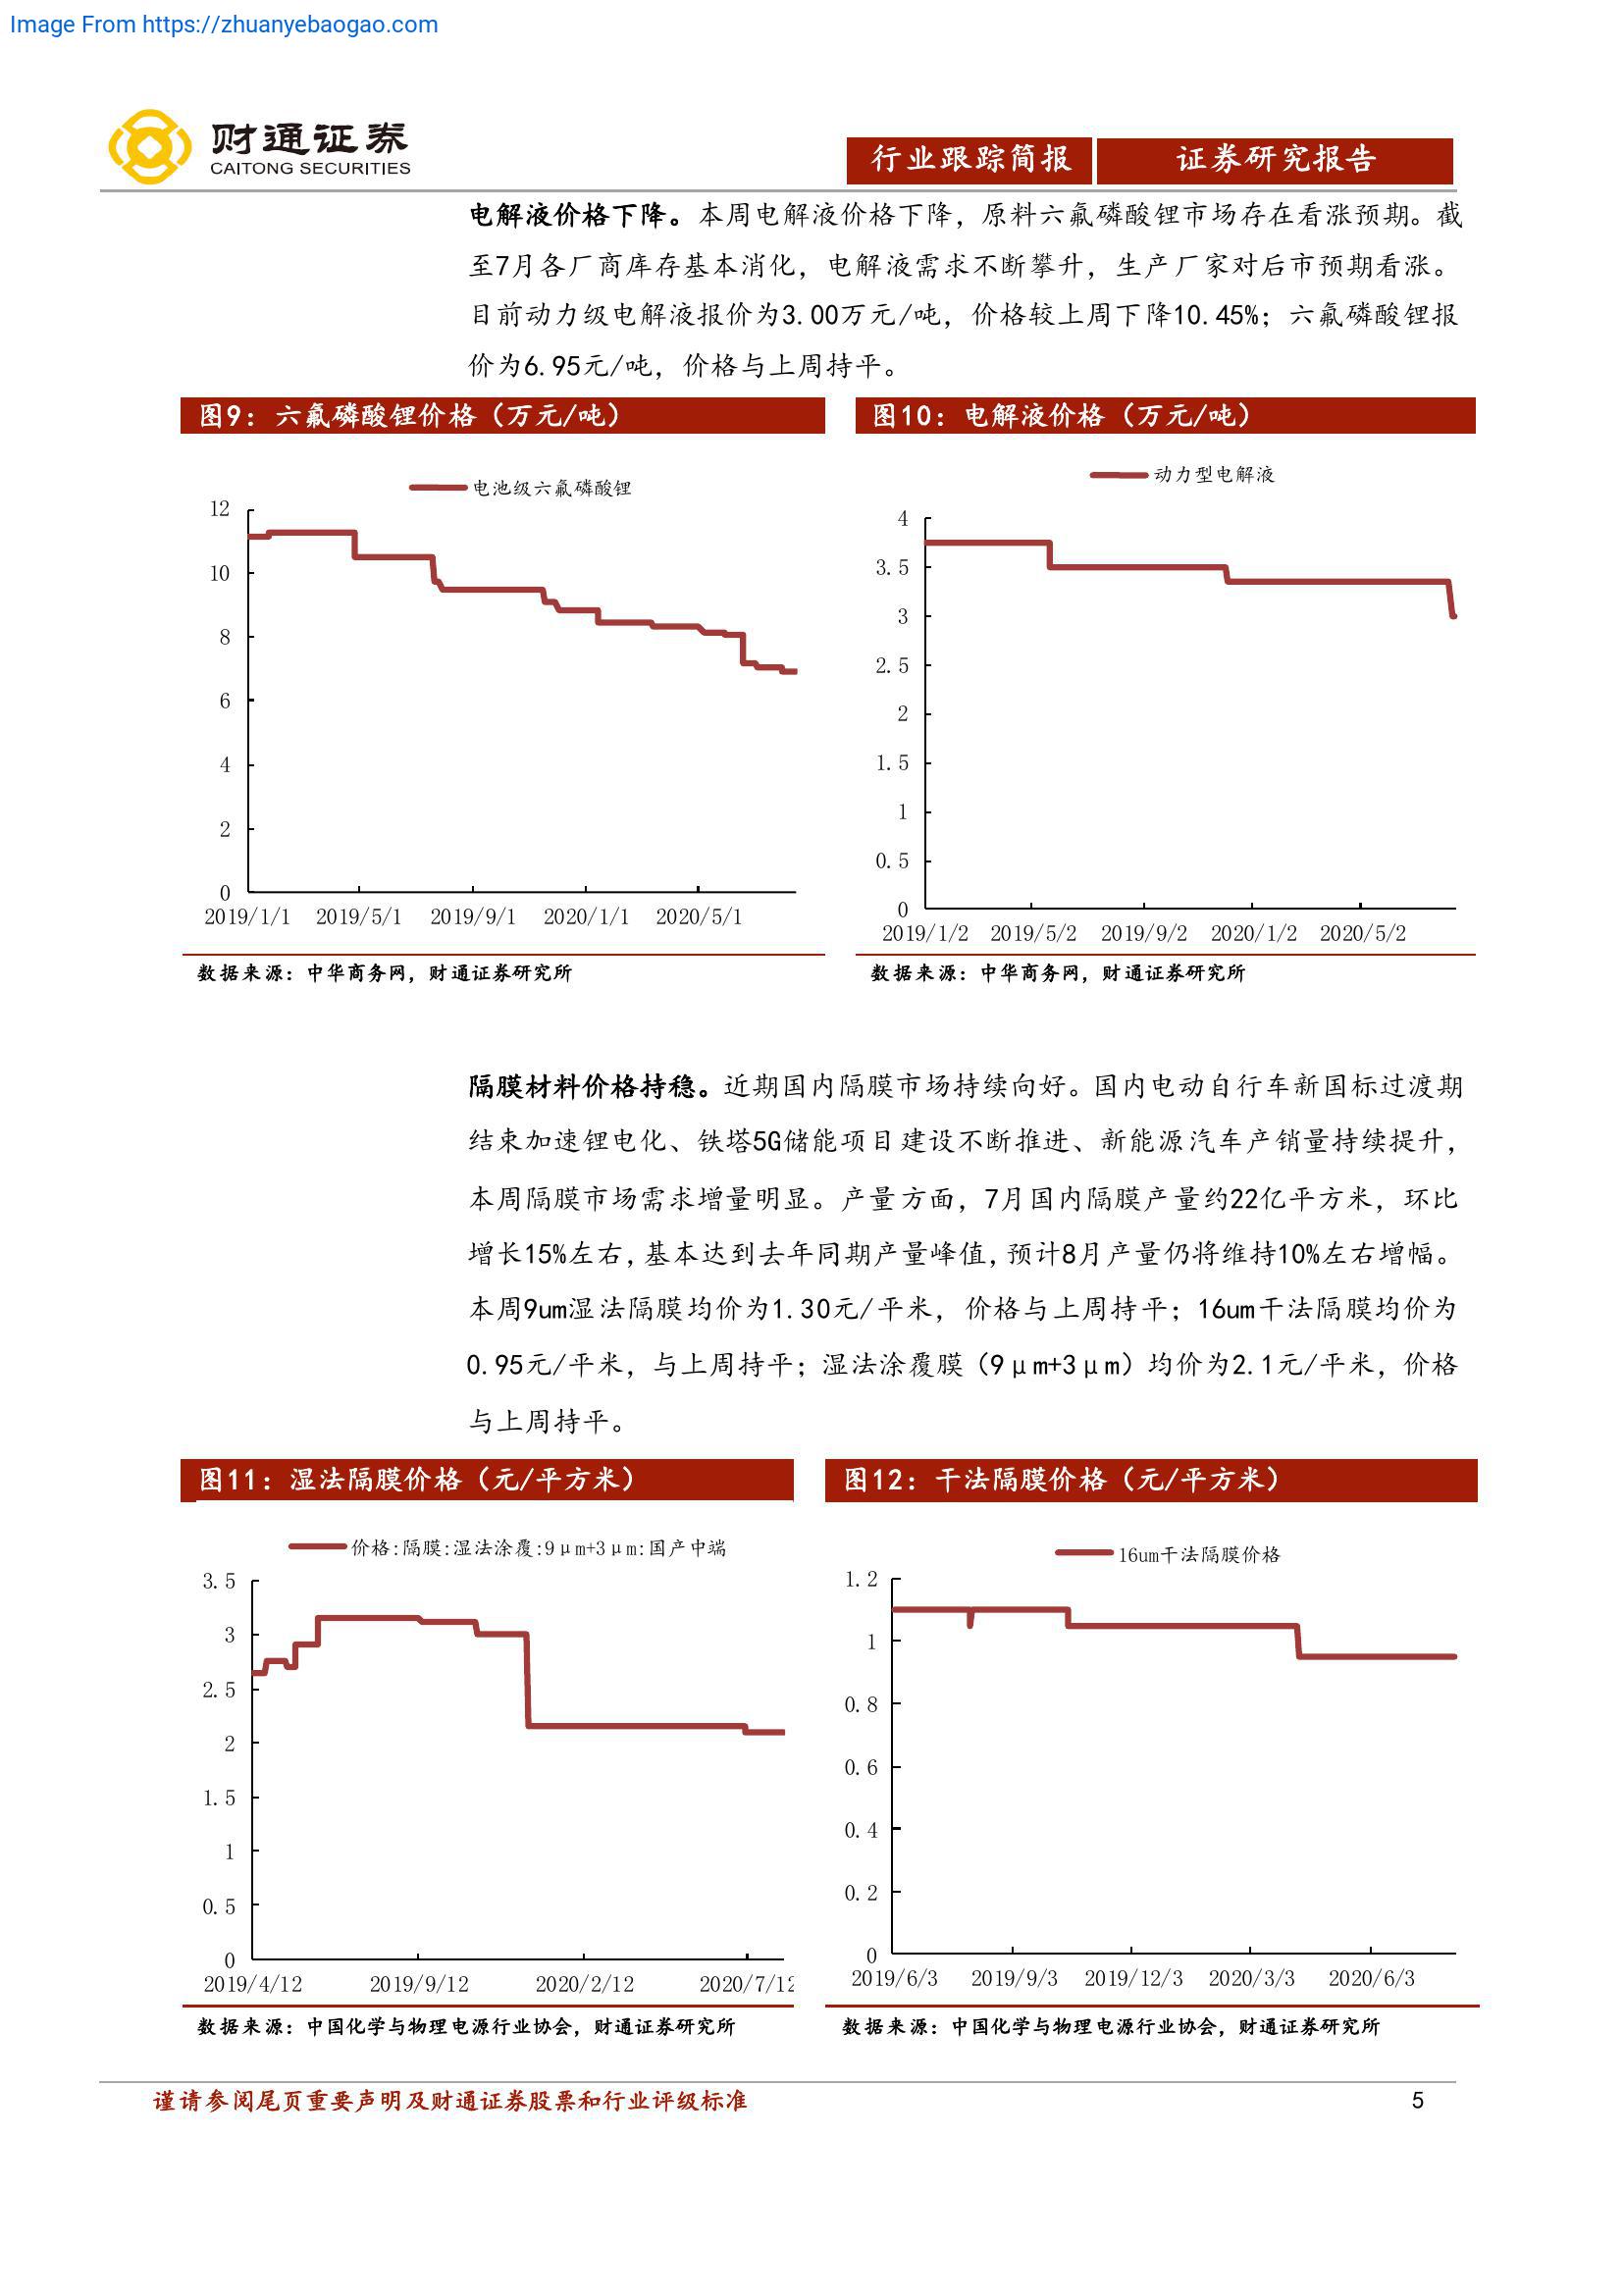 Image From https://zhuanyebaogao.com
财通证券
CAITONG SECURITIES
行业跟踪简报
证券研究报告
电解液价格下降。本周电解液价格下降，原料六氟磷酸锂市场存在看涨预期。截
至7月各厂商库存基本消化，电解液需求不断攀升，生产厂家对后市预期看涨。
目前动力级电解液报价为3.00万元/吨，价格较上周下降10.45%；六氟磷酸锂报
价为6.95元/吨，价格与上周持平。
图9：六氟磷酸锂价格（万元/吨）
电池级六氟磷酸锂
12
10
8
6
4
2
0
2019/1/1 2019/5/1 2019/9/1 2020/1/1 2020/5/1
数据来源：中华商务网，财通证券研究所
图10：电解液价格（万元/吨）
动力型电解液
4
3.5
3
2.5
2
1.5
1
0.5
0
2019/1/2 2019/5/2 2019/9/2 2020/1/2 2020/5/2
数据来源：中华商务网，财通证券研究所
隔膜材料价格持稳。近期国内隔膜市场持续向好。国内电动自行车新国标过渡期
结束加速锂电化、铁塔5G储能项目建设不断推进、新能源汽车产销量持续提升，
本周隔膜市场需求增量明显。产量方面，7月国内隔膜产量约22亿平方米，环比
增长15%左右，基本达到去年同期产量峰值，预计8月产量仍将维持10%左右增幅。
本周9um湿法隔膜均价为1.30元/平米，价格与上周持平；16um干法隔膜均价为
0.95元/平米，与上周持平；湿法涂覆膜（9μm+3μm）均价为2.1元/平米，价格
与上周持平。
图11：湿法隔膜价格（元/平方米）
价格:隔膜:湿法涂覆:9μm+3μm:国产中端
3.5
3
2.5
2
1.5
1
0.5
0
2019/4/12 2019/9/12 2020/2/12 2020/7/12
数据来源：中国化学与物理电源行业协会，财通证券研究所
图12：干法隔膜价格（元/平方米）
16um干法隔膜价格
1.2
1
0.8
0.6
0.4
0.2
0
2019/6/3 2019/9/3 2019/12/3 2020/3/3 2020/6/3
数据来源：中国化学与物理电源行业协会，财通证券研究所
谨请参阅尾页重要声明及财通证券股票和行业评级标准
5